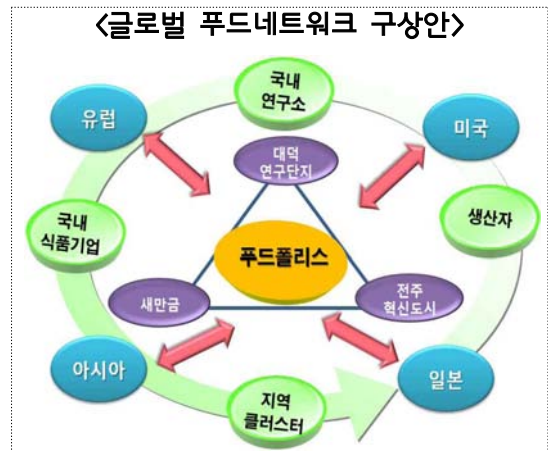 <글로벌 푸드네트워크 구상안>
국내
연구소
유럽
미국
대덕
연구단지
국내
식품기업
생산자
푸드폴리스
새만금
전주
혁신도시
아시아
일본
지역
클러스터